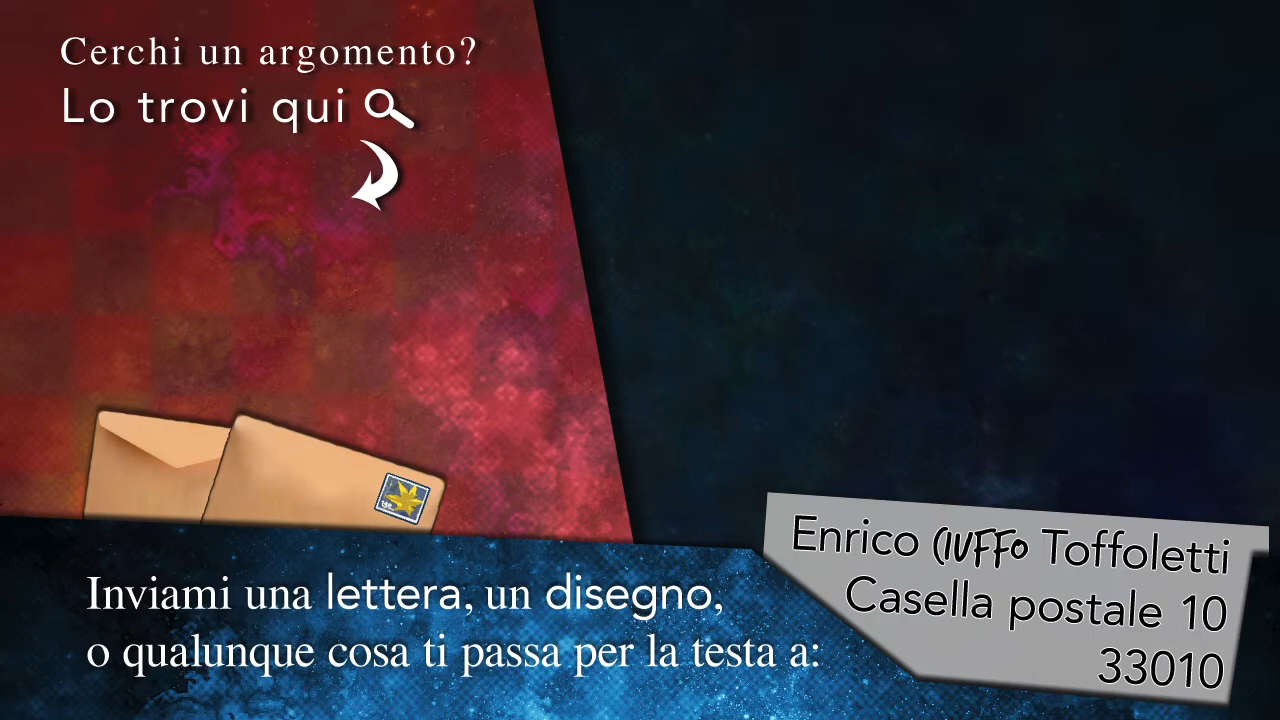 Cerchi un argomento?
Lo trovi qui
Inviami una lettera, un disegno,
o qualunque cosa ti passa per la testa a:
Enrico CIUFFO Toffoletti
Casella postale 10
33010